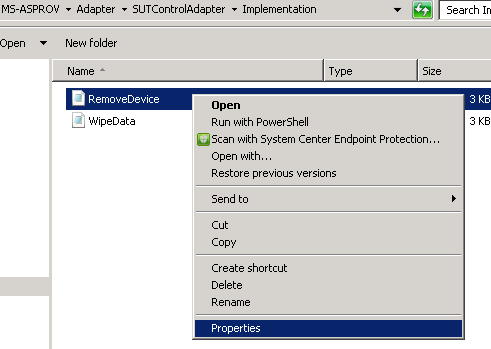 MS-ASPROV Adapter SUTControlAdapter Implementation Search In
Open New folder
Name Type Size
RemoveDevice 3 KB
WipeData 3 KB
Open
Run with PowerShell
Scan with System Center Endpoint Protection...
Open with...
Restore previous versions
Send to
Cut
Copy
Create shortcut
Delete
Rename
Properties